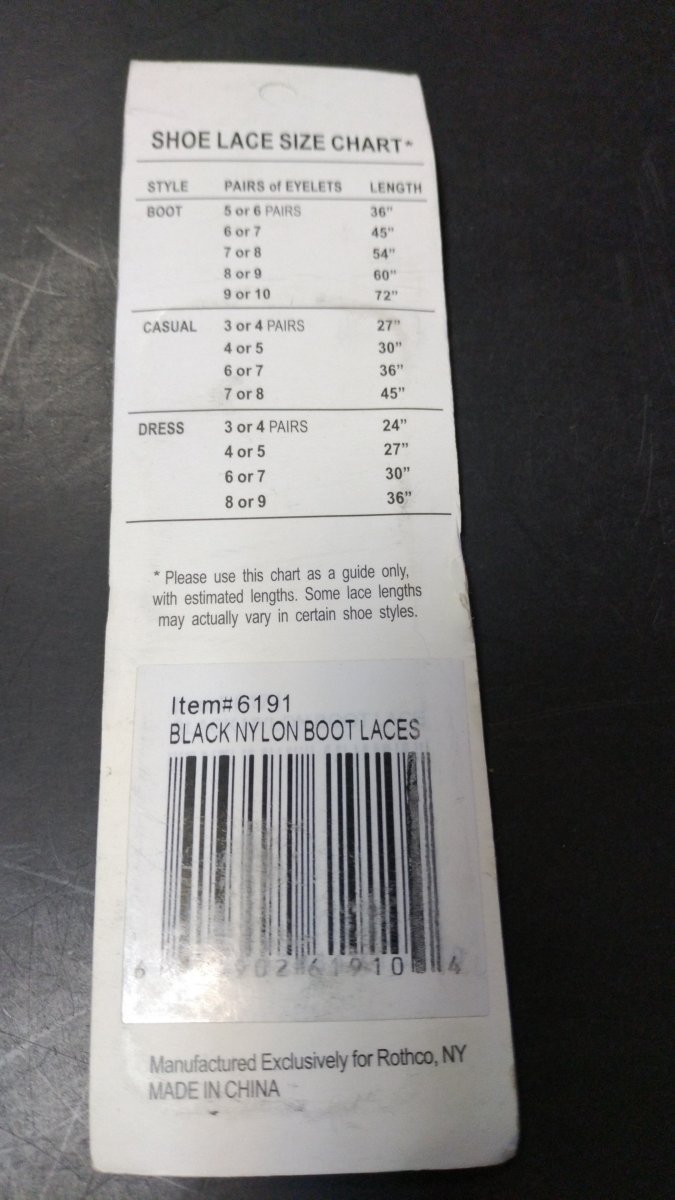 SHOE LACE SIZE CHART*
STYLE PAIRS of EYELETS LENGTH
BOOT 5 or 6 PAIRS 36"
6 or 7 45"
7 or 8 54"
8 or 9 60"
9 or 10 72"
CASUAL 3 or 4 PAIRS 27"
4 or 5 30"
6 or 7 36"
7 or 8 45"
DRESS 3 or 4 PAIRS 24"
4 or 5 27"
6 or 7 30"
8 or 9 36"
* Please use this chart as a guide only,
with estimated lengths. Some lace lengths
may actually vary in certain shoe styles.
Item#6191
BLACK NYLON BOOT LACES
6 902 61910 4
Manufactured Exclusively for Rothco, NY
MADE IN CHINA